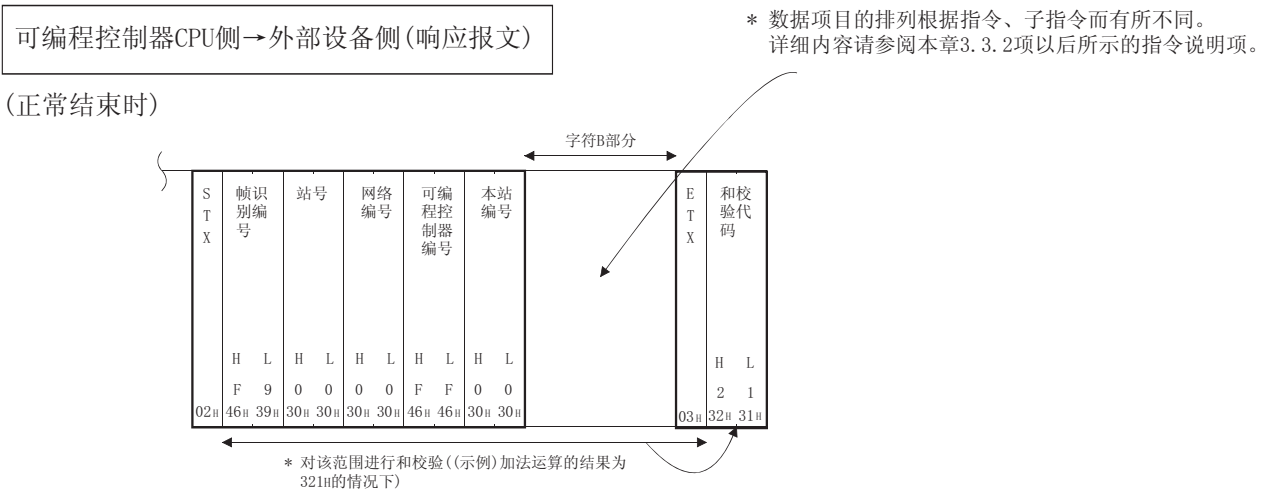 可编程控制器CPU侧→外部设备侧(响应报文)
* 数据项目的排列根据指令、子指令而有所不同。
详细内容请参阅本章3.3.2项以后所示的指令说明项。
(正常结束时)
字符B部分
S
T
X
帧识
别编
号
站号
网络
编号
可编
程控
制器
编号
本站
编号
E
T
X
和校
验代
码
H L H L H L H L H L H L
F 9 0 0 0 0 F F 0 0 2 1
02H 46H 39H 30H 30H 30H 30H 46H 46H 30H 30H 03H 32H 31H
* 对该范围进行和校验((示例)加法运算的结果为
321H的情况下)